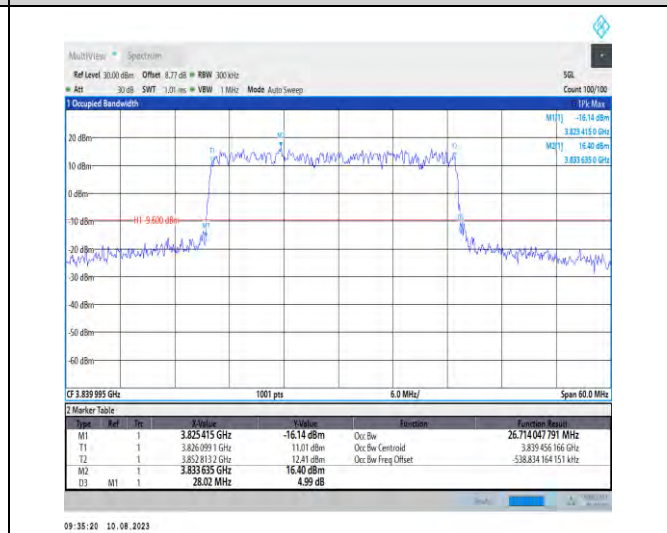 MultiView Spectrum
Ref Level 30.00 dBm Offset 8.77 dB RBW 300 kHz SGL
Att 30 dB SWT 1.01 ms VBW 1 MHz Mode Auto Sweep Count 100/100
1 Occupied Bandwidth 1Pk Max
M1[1] -16.14 dBm
3.825 415 0 GHz
M2[1] 16.40 dBm
3.833 635 0 GHz
20 dBm
M2
T1 T2
10 dBm
0 dBm
-10 dBm
H1 -9.600 dBm
M1
-20 dBm
-30 dBm
-40 dBm
-50 dBm
-60 dBm
CF 3.839 995 GHz 1001 pts 6.0 MHz/ Span 60.0 MHz
2 Marker Table
Type Ref Trc X-Value Y-Value Function Function Result
M1 1 3.825 415 GHz -16.14 dBm Occ Bw 26.714 047 791 MHz
T1 1 3.826 099 1 GHz 11.01 dBm Occ Bw Centroid 3.839 456 166 GHz
T2 1 3.852 813 2 GHz 12.41 dBm Occ Bw Freq Offset -538.834 164 151 kHz
M2 1 3.833 635 GHz 16.40 dBm
D3 M1 1 28.02 MHz 4.99 dB
09:35:20 10.08.2023